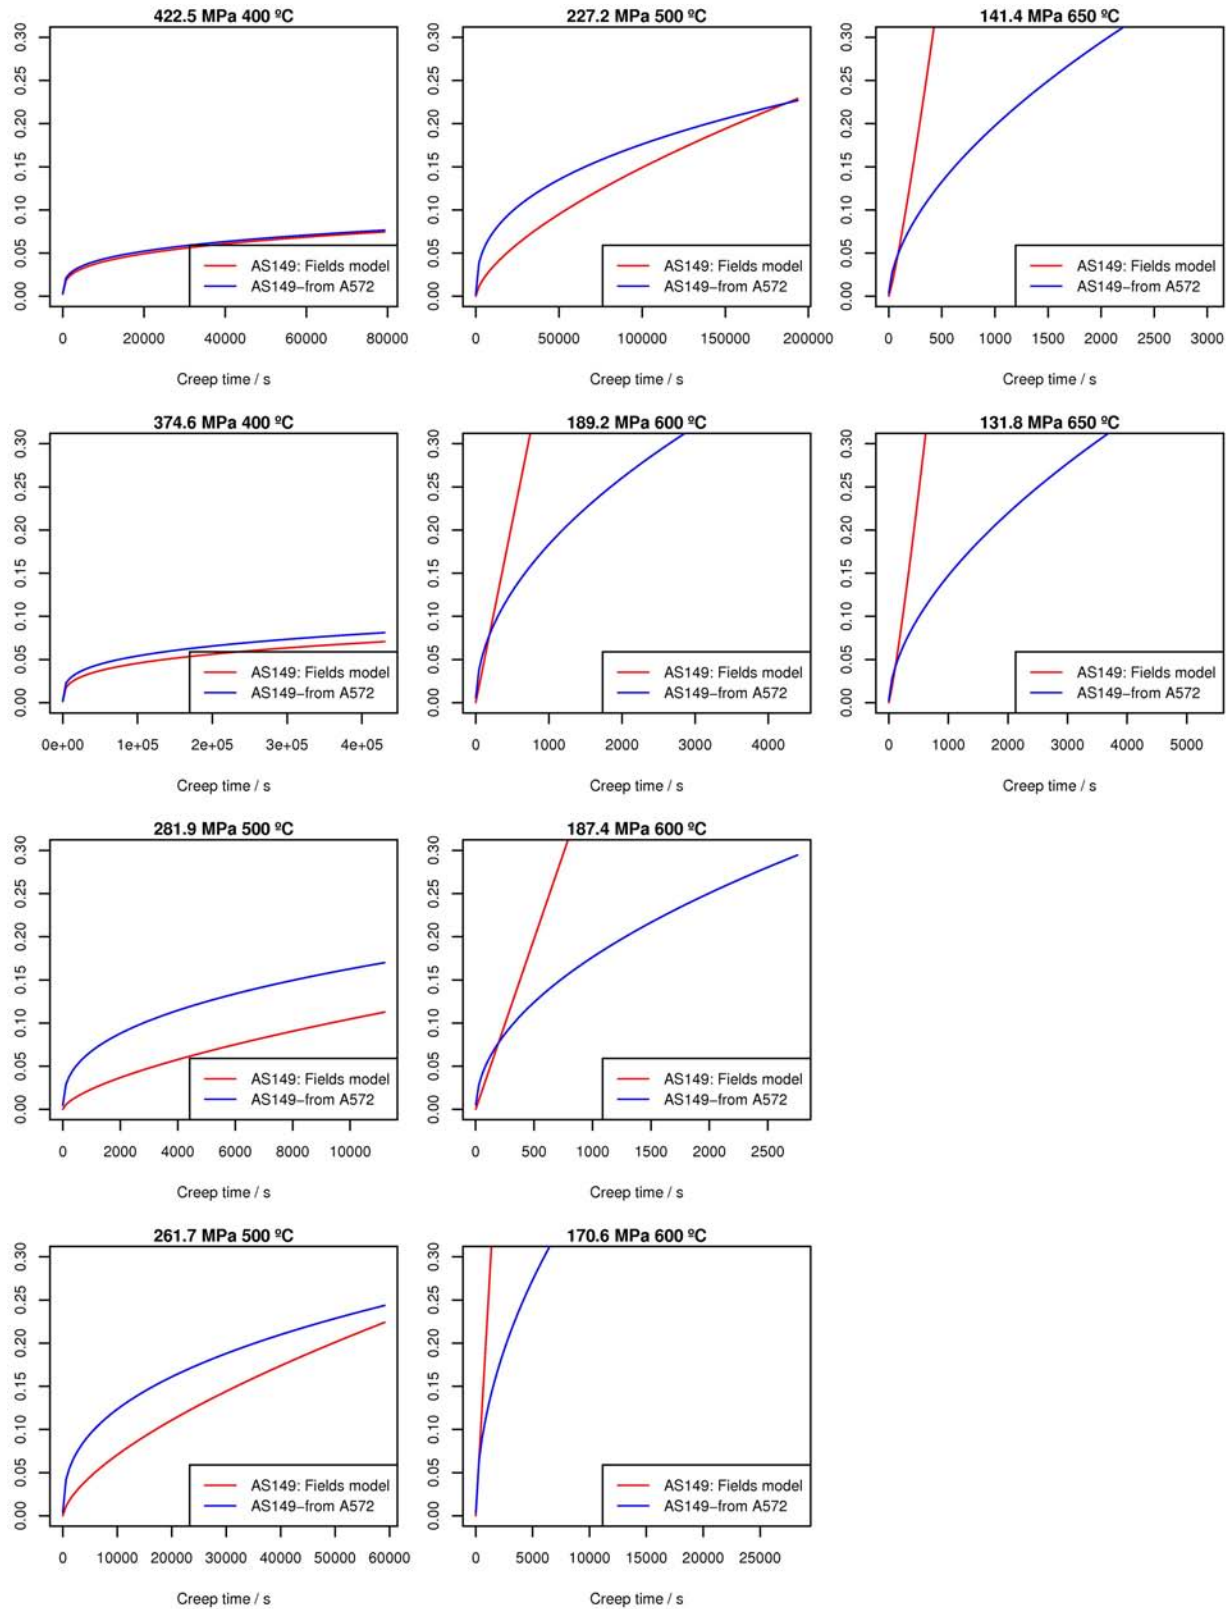 422.5 MPa 400 ºC
0.30
0.25
0.20
0.15
0.10
0.05
0.00
AS149: Fields model
AS149−from A572
0 20000 40000 60000 80000
Creep time / s
227.2 MPa 500 ºC
0.30
0.25
0.20
0.15
0.10
0.05
0.00
AS149: Fields model
AS149−from A572
0 50000 100000 150000 200000
Creep time / s
141.4 MPa 650 ºC
0.30
0.25
0.20
0.15
0.10
0.05
0.00
AS149: Fields model
AS149−from A572
0 500 1000 1500 2000 2500 3000
Creep time / s
374.6 MPa 400 ºC
0.30
0.25
0.20
0.15
0.10
0.05
0.00
AS149: Fields model
AS149−from A572
0e+00 1e+05 2e+05 3e+05 4e+05
Creep time / s
189.2 MPa 600 ºC
0.30
0.25
0.20
0.15
0.10
0.05
0.00
AS149: Fields model
AS149−from A572
0 1000 2000 3000 4000
Creep time / s
131.8 MPa 650 ºC
0.30
0.25
0.20
0.15
0.10
0.05
0.00
AS149: Fields model
AS149−from A572
0 1000 2000 3000 4000 5000
Creep time / s
281.9 MPa 500 ºC
0.30
0.25
0.20
0.15
0.10
0.05
0.00
AS149: Fields model
AS149−from A572
0 2000 4000 6000 8000 10000
Creep time / s
187.4 MPa 600 ºC
0.30
0.25
0.20
0.15
0.10
0.05
0.00
AS149: Fields model
AS149−from A572
0 500 1000 1500 2000 2500
Creep time / s
261.7 MPa 500 ºC
0.30
0.25
0.20
0.15
0.10
0.05
0.00
AS149: Fields model
AS149−from A572
0 10000 20000 30000 40000 50000 60000
Creep time / s
170.6 MPa 600 ºC
0.30
0.25
0.20
0.15
0.10
0.05
0.00
AS149: Fields model
AS149−from A572
0 5000 10000 15000 20000 25000
Creep time / s